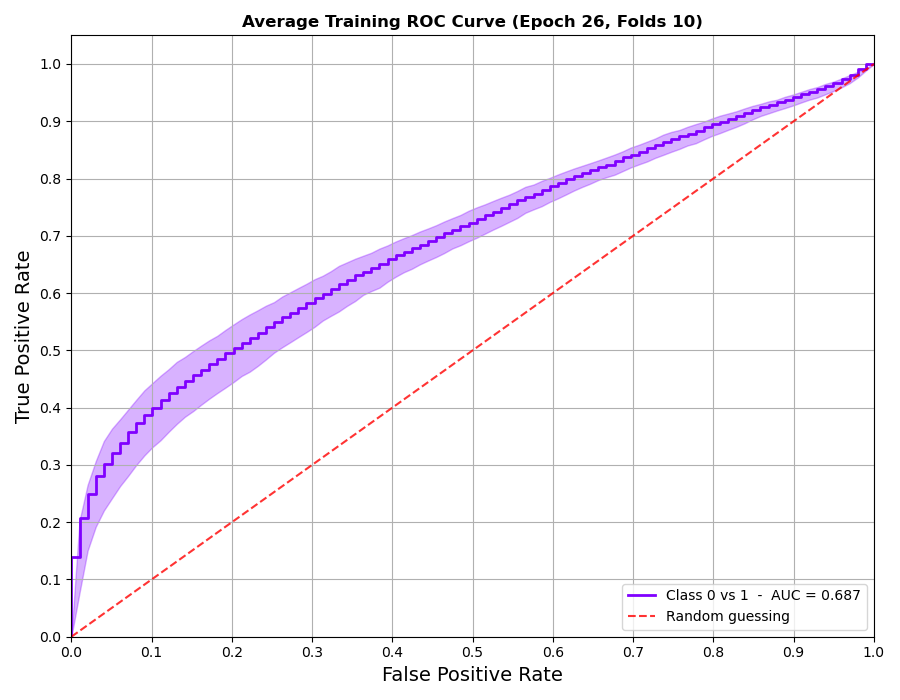 Average Training ROC Curve (Epoch 26, Folds 10)
True Positive Rate
1.0
0.9
0.8
0.7
0.6
0.5
0.4
0.3
0.2
0.1
0.0
Class 0 vs 1 - AUC = 0.687
Random guessing
0.0 0.1 0.2 0.3 0.4 0.5 0.6 0.7 0.8 0.9 1.0
False Positive Rate